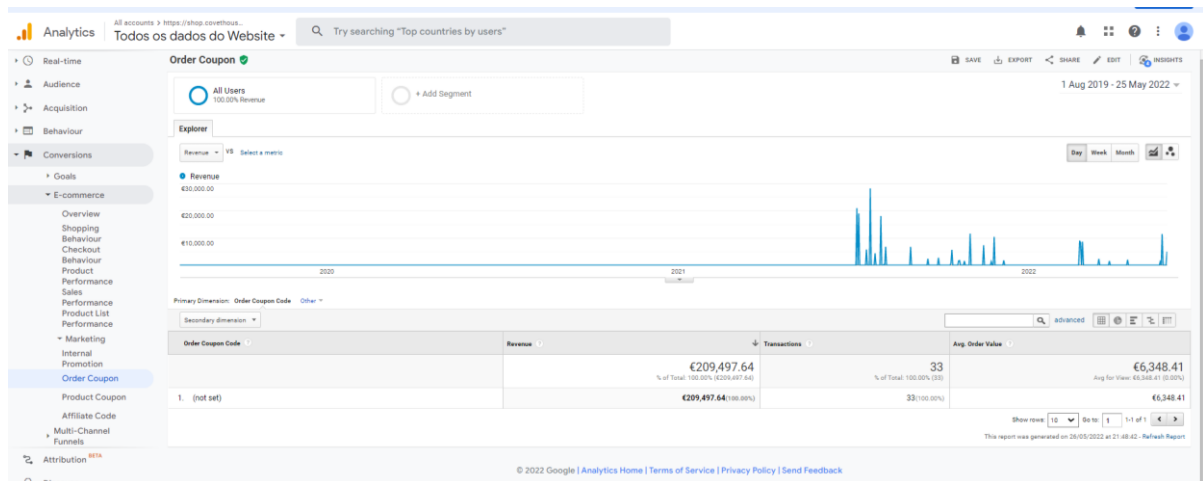 All accounts > https://shop.covethous...
Analytics
Todos os dados do Website
Try searching "Top countries by users"
Real-time
Audience
Acquisition
Behaviour
Conversions
Goals
E-commerce
Overview
Shopping
Behaviour
Checkout
Behaviour
Product
Performance
Sales
Performance
Product List
Performance
Marketing
Internal
Promotion
Order Coupon
Product Coupon
Affiliate Code
Multi-Channel
Funnels
Attribution BETA
Order Coupon
SAVE EXPORT SHARE EDIT INSIGHTS
All Users
100.00% Revenue
+ Add Segment
1 Aug 2019 - 25 May 2022
Explorer
Revenue VS Select a metric
Day Week Month
Revenue
€30,000.00
€20,000.00
€10,000.00
2020 2021 2022
Primary Dimension: Order Coupon Code Other
Secondary dimension
advanced
Order Coupon Code Revenue Transactions Avg. Order Value
€209,497.64 33 €6,348.41
% of Total: 100.00% (€209,497.64) % of Total: 100.00% (33) Avg for View: €6,348.41 (0.00%)
1. (not set) €209,497.64(100.00%) 33(100.00%) €6,348.41
Show rows: 10 Go to: 1 1-1 of 1
This report was generated on 26/05/2022 at 21:48:42 - Refresh Report
© 2022 Google | Analytics Home | Terms of Service | Privacy Policy | Send Feedback